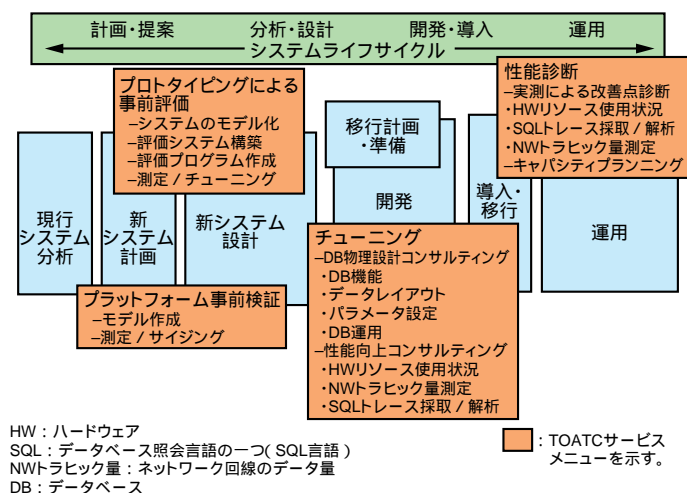 計画・提案 分析・設計 開発・導入 運用
システムライフサイクル
プロトタイピングによる
事前評価
–システムのモデル化
–評価システム構築
–評価プログラム作成
–測定 / チューニング
移行計画
・準備
性能診断
–実測による改善点診断
・HWリソース使用状況
・SQLトレース採取 / 解析
・NWトラヒック量測定
–キャパシティプランニング
現行
システム
分析
新
システム
計画
新システム
設計
開発
導入・
移行
運用
プラットフォーム事前検証
–モデル作成
–測定 / サイジング
チューニング
–DB物理設計コンサルティング
・DB機能
・データレイアウト
・パラメータ設定
・DB運用
–性能向上コンサルティング
・HWリソース使用状況
・NWトラヒック量測定
・SQLトレース採取 / 解析
HW:ハードウェア
SQL:データベース照会言語の一つ(SQL言語)
NWトラヒック量:ネットワーク回線のデータ量
DB:データベース
:TOATCサービス
メニューを示す。